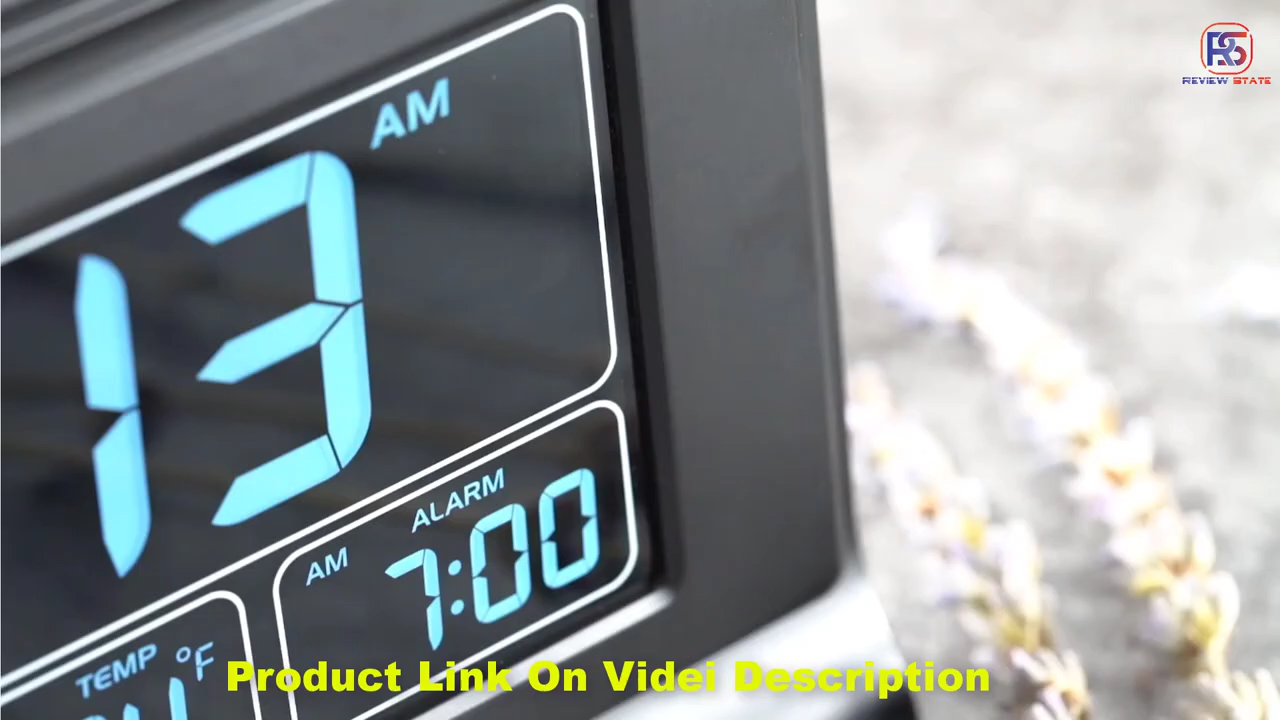 REVIEW STATE
AM
13
ALARM
AM 7:00
TEMP °F
Product Link On Videi Description